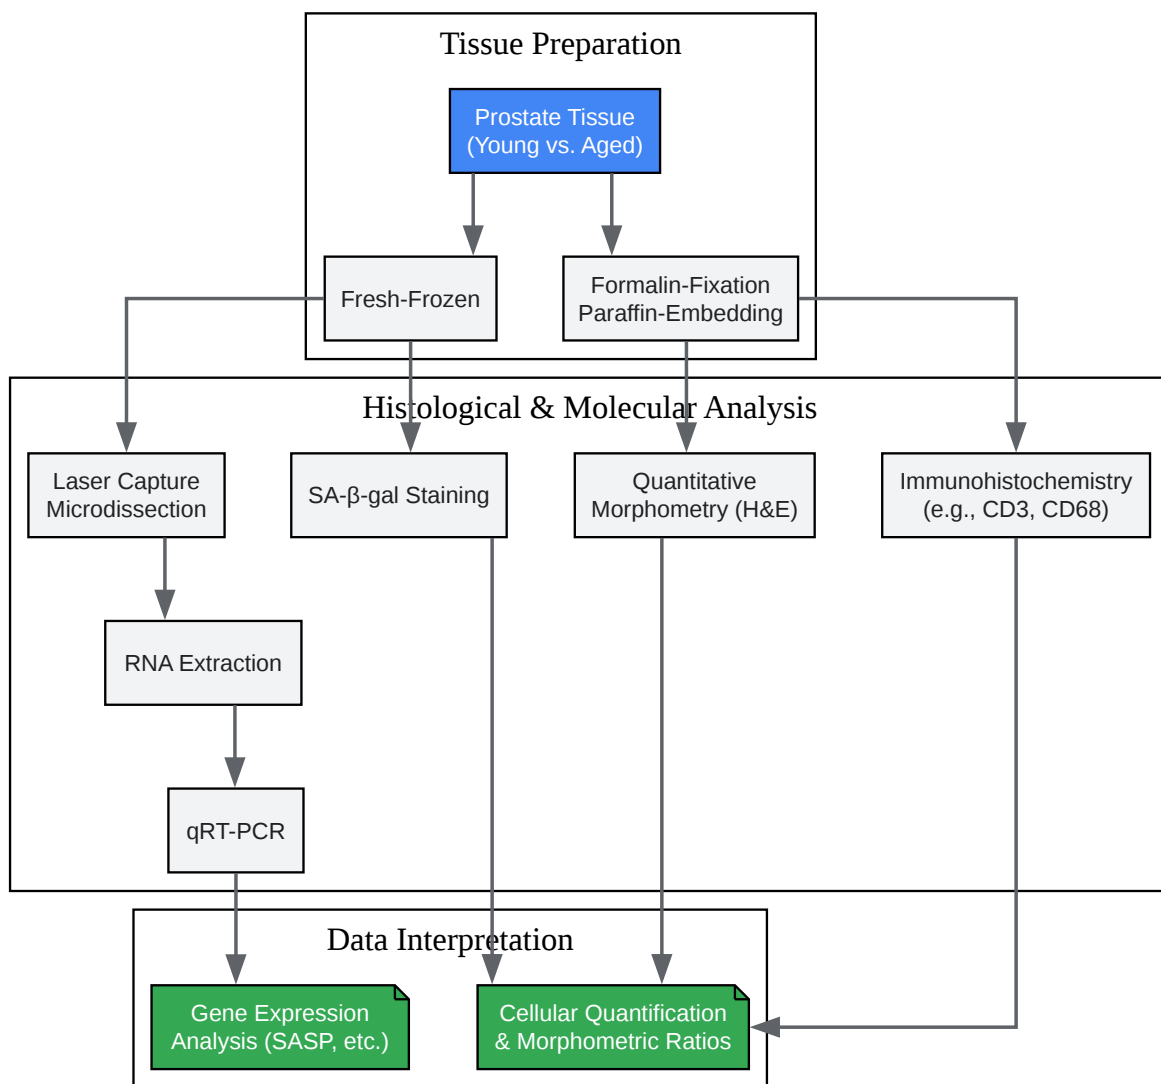 Tissue Preparation
Prostate Tissue
(Young vs. Aged)
Fresh-Frozen
Formalin-Fixation
Paraffin-Embedding
Histological & Molecular Analysis
Laser Capture
Microdissection
SA-β-gal Staining
Quantitative
Morphometry (H&E)
Immunohistochemistry
(e.g., CD3, CD68)
RNA Extraction
qRT-PCR
Data Interpretation
Gene Expression
Analysis (SASP, etc.)
Cellular Quantification
& Morphometric Ratios